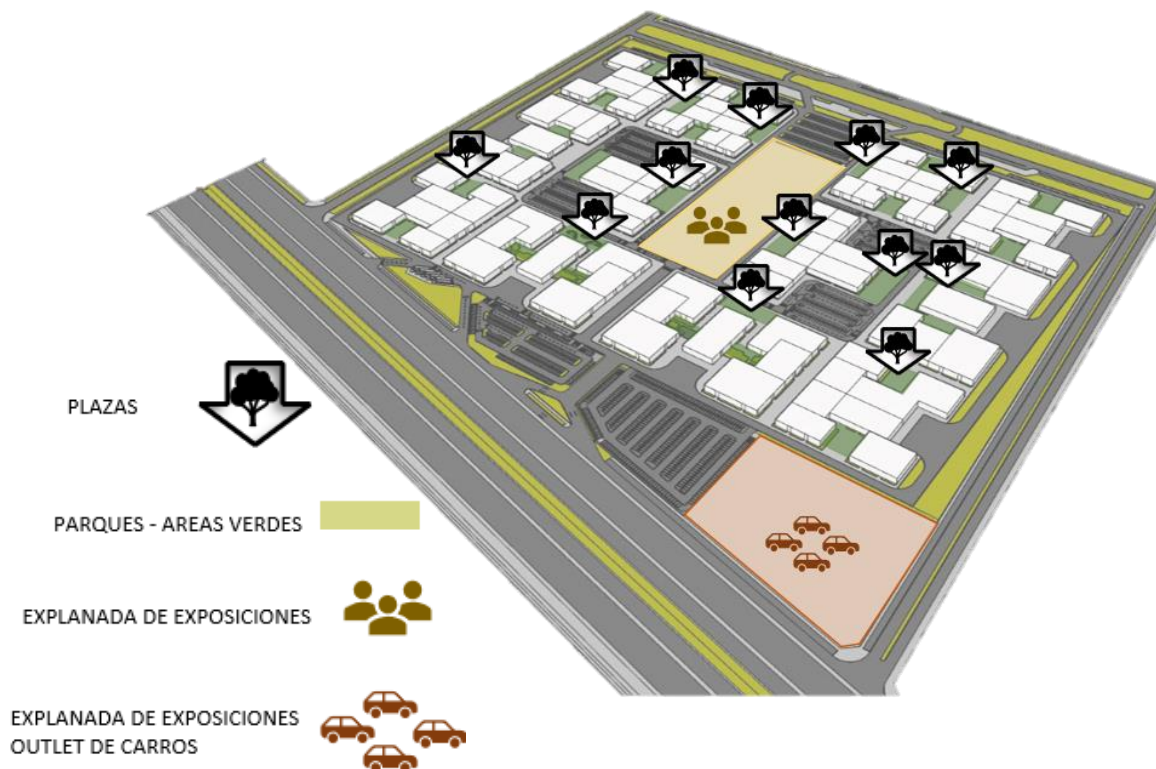 PLAZAS
PARQUES - AREAS VERDES
EXPLANADA DE EXPOSICIONES
EXPLANADA DE EXPOSICIONES
OUTLET DE CARROS